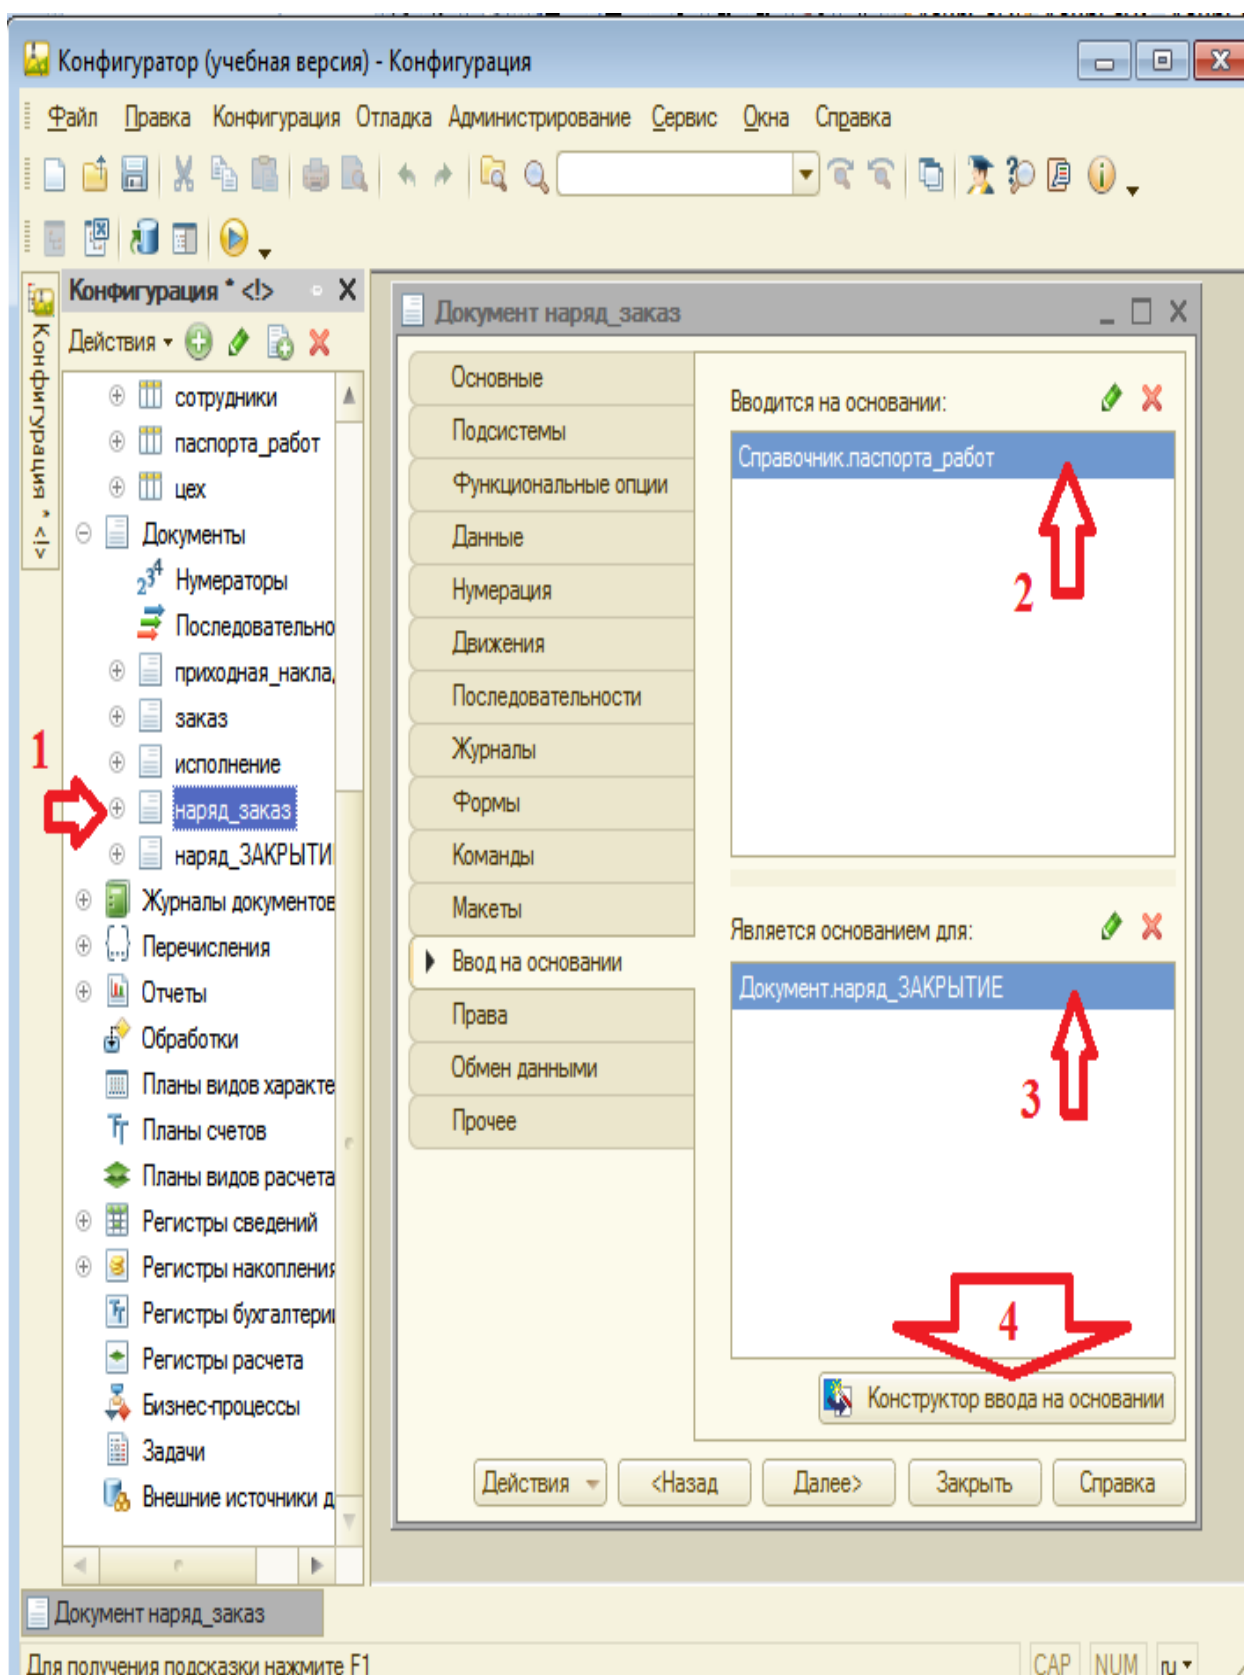 Конфигуратор (учебная версия) - Конфигурация
Файл Правка Конфигурация Отладка Администрирование Сервис Окна Справка
Конфигурация * <!>
Конфигурация * <!>
Действия
сотрудники
паспорта_работ
цех
Документы
Нумераторы
Последовательно
приходная_наклад
заказ
исполнение
1
наряд_заказ
наряд_ЗАКРЫТИ
Журналы документов
Перечисления
Отчеты
Обработки
Планы видов характе
Планы счетов
Планы видов расчета
Регистры сведений
Регистры накопления
Регистры бухгалтери
Регистры расчета
Бизнес-процессы
Задачи
Внешние источники д
Документ наряд_заказ
Основные
Подсистемы
Функциональные опции
Данные
Нумерация
Движения
Последовательности
Журналы
Формы
Команды
Макеты
Ввод на основании
Права
Обмен данными
Прочее
Вводится на основании:
Справочник.паспорта_работ
2
Является основанием для:
Документ.наряд_ЗАКРЫТИЕ
3
4
Конструктор ввода на основании
Действия <Назад Далее> Закрыть Справка
Документ наряд_заказ
Для получения подсказки нажмите F1 CAP NUM ru